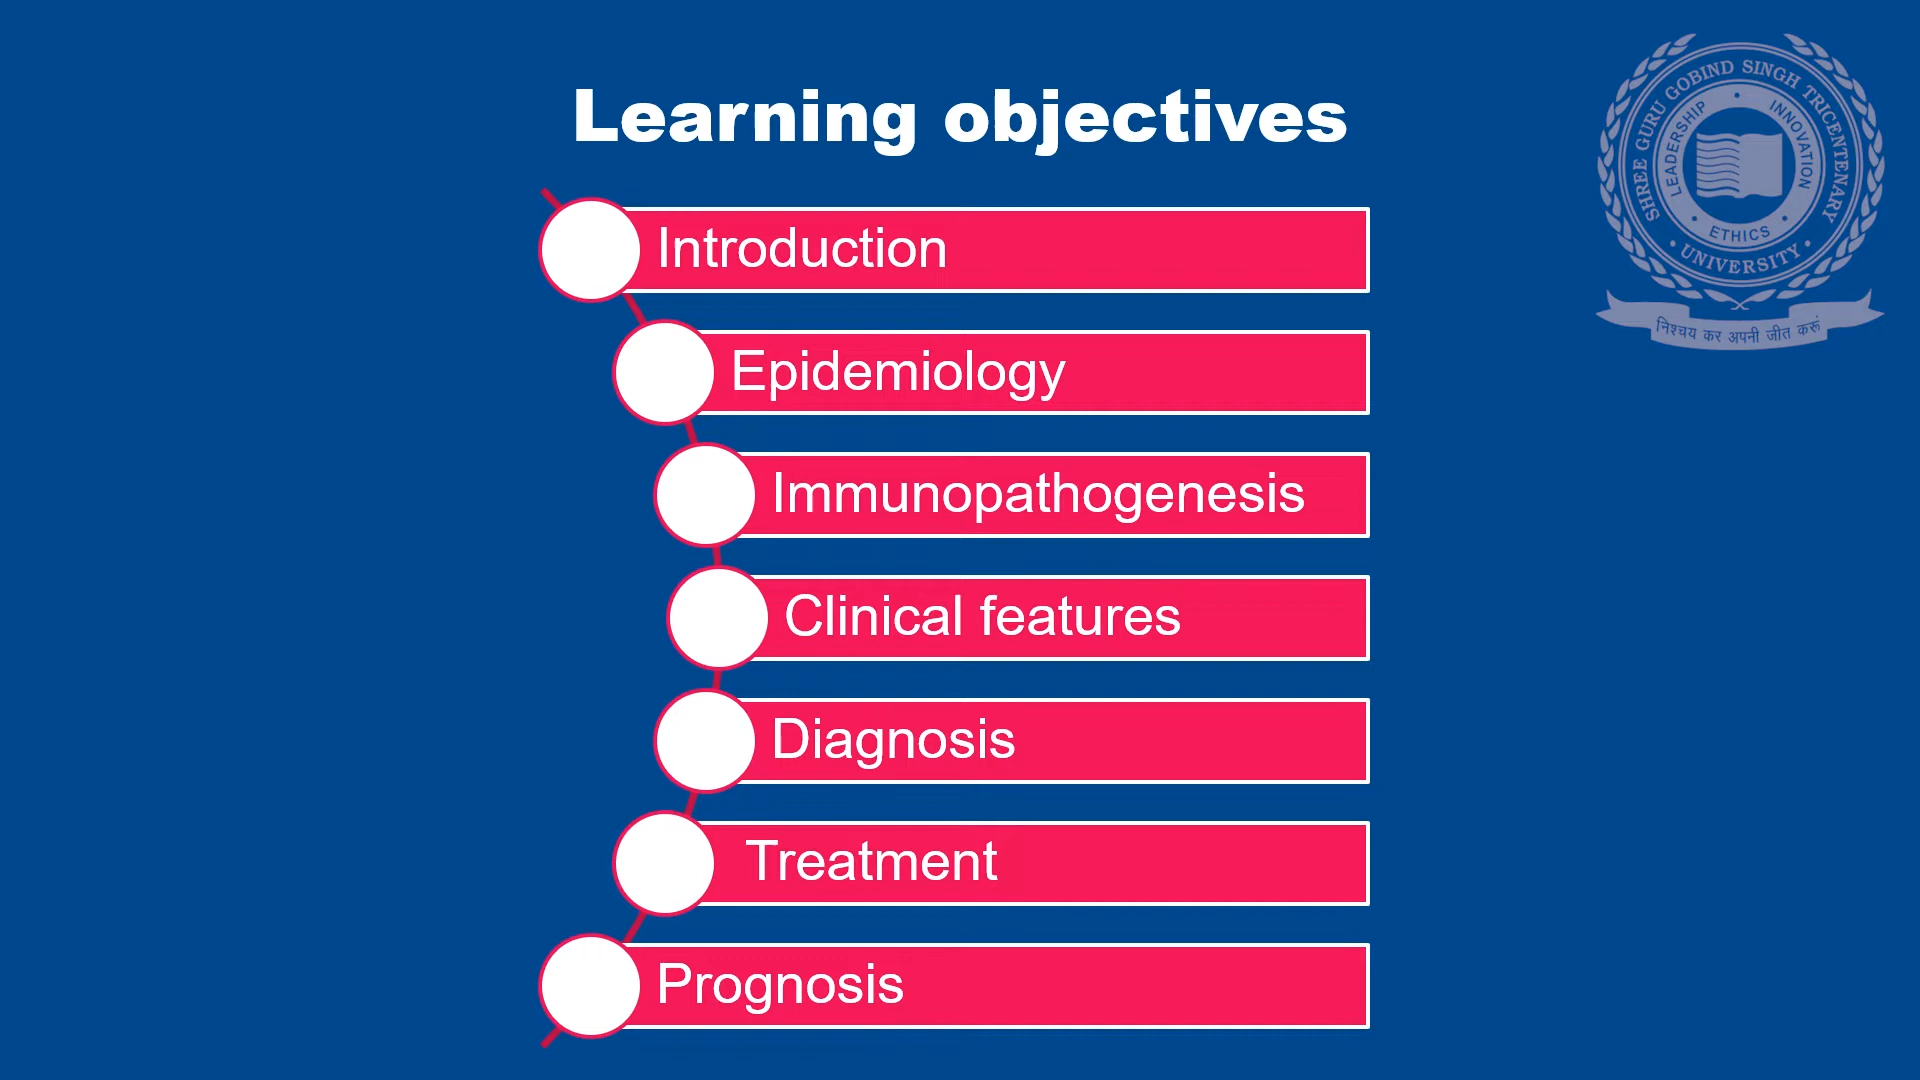 Learning objectives
Introduction
Epidemiology
Immunopathogenesis
Clinical features
Diagnosis
Treatment
Prognosis
SHREE GURU GOBIND SINGH TRICENTENARY
• UNIVERSITY •
LEADERSHIP • INNOVATION
• ETHICS •
निश्चय कर अपनी जीत करूं